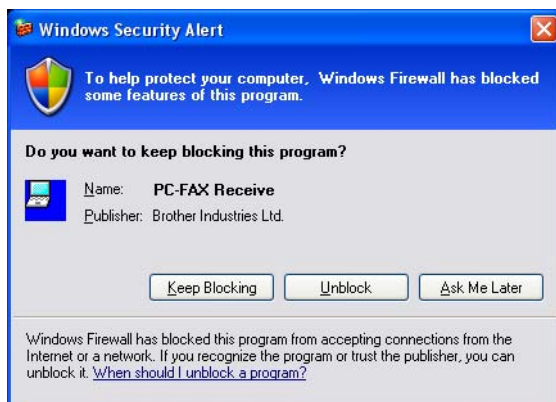 Windows Security Alert
To help protect your computer, Windows Firewall has blocked
some features of this program.
Do you want to keep blocking this program?
Name: PC-FAX Receive
Publisher: Brother Industries Ltd.
Keep Blocking Unblock Ask Me Later
Windows Firewall has blocked this program from accepting connections from the
Internet or a network. If you recognize the program or trust the publisher, you can
unblock it. When should I unblock a program?